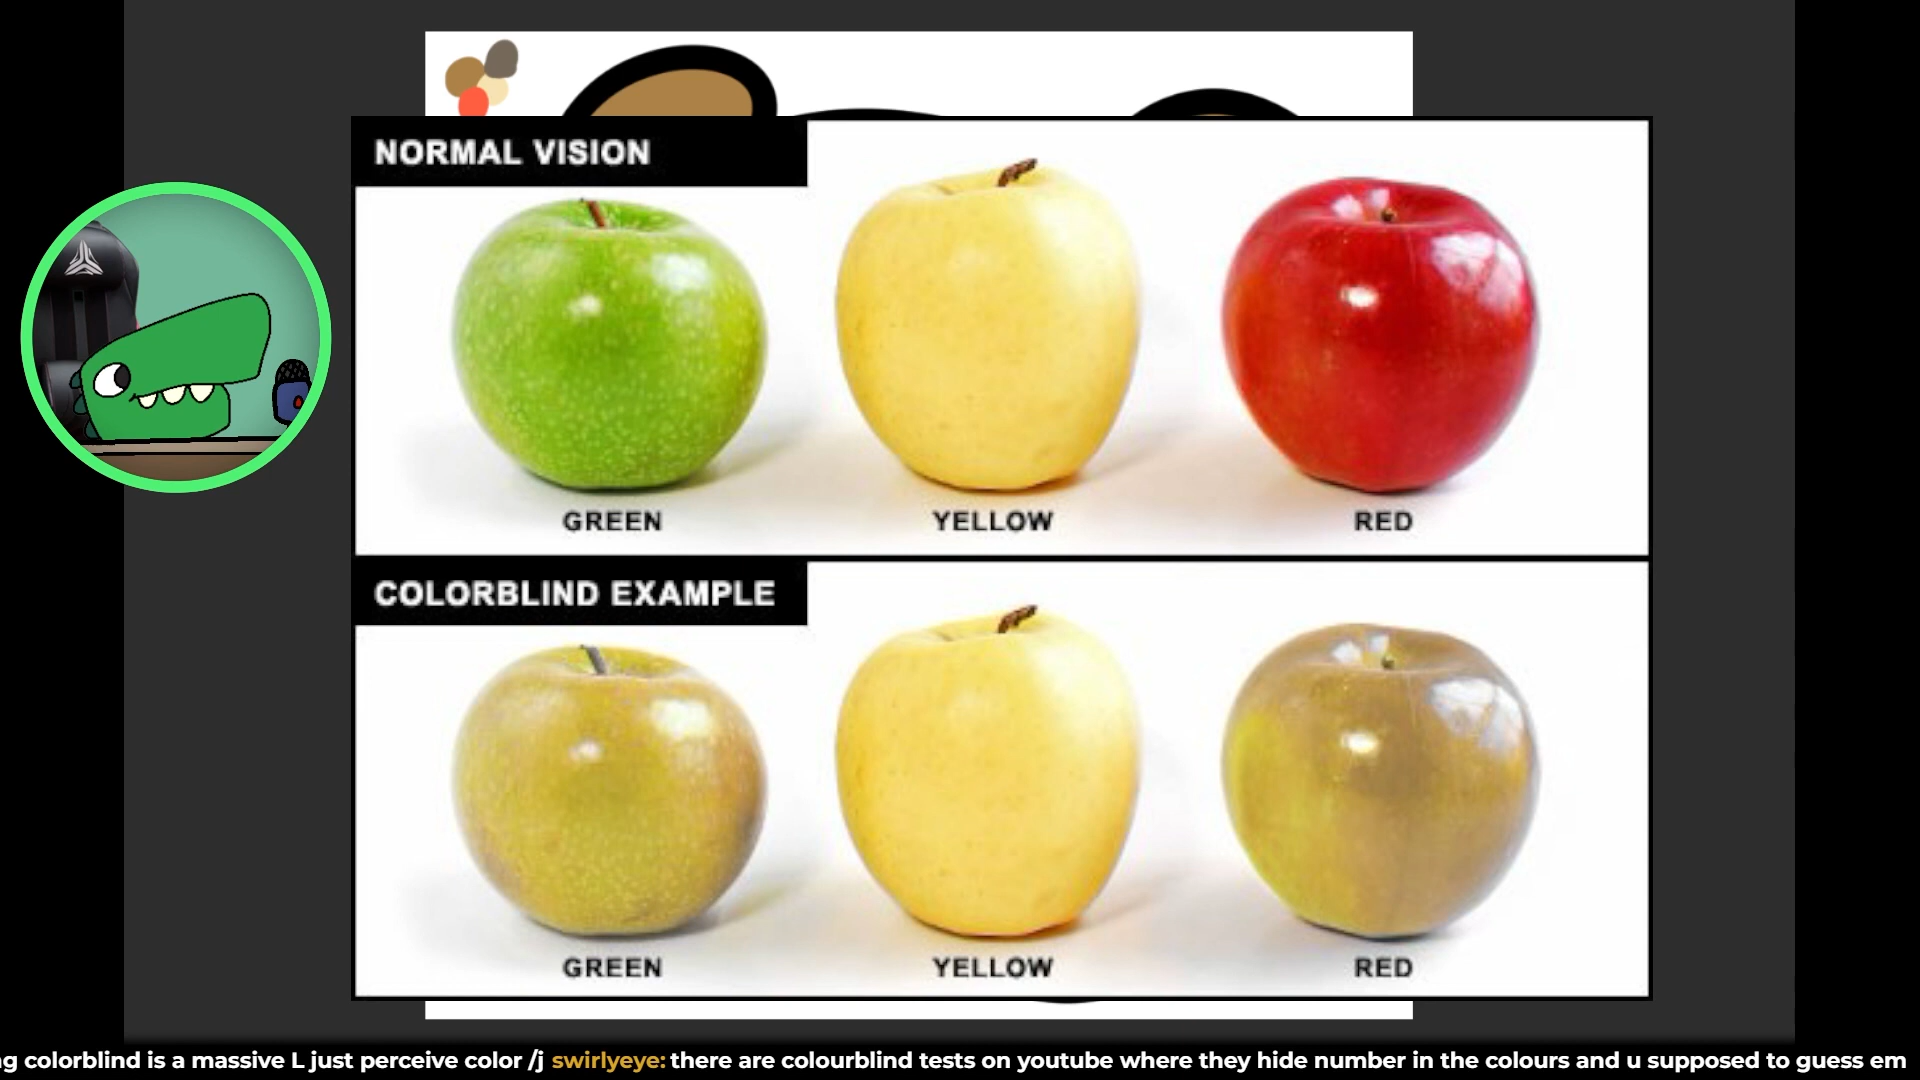 NORMAL VISION
GREEN YELLOW RED
COLORBLIND EXAMPLE
GREEN YELLOW RED
colorblind is a massive L just perceive color /j swirlyeye: there are colourblind tests on youtube where they hide number in the colours and u supposed to guess em